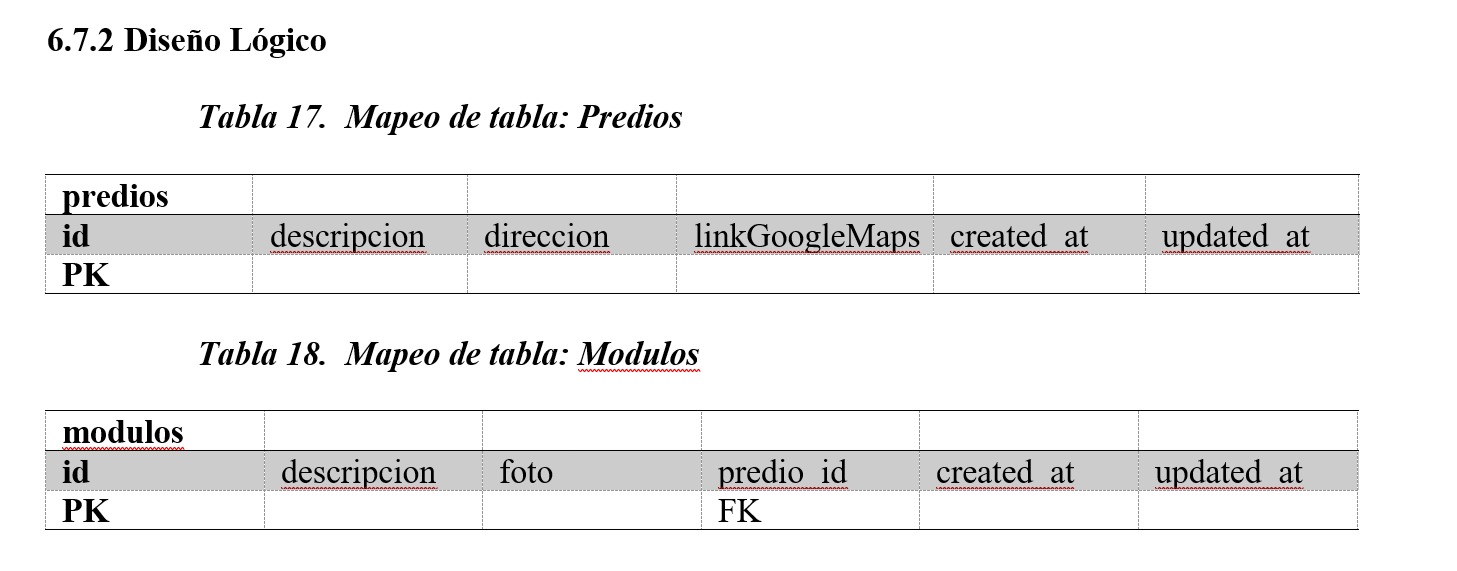 6.7.2 Diseño Lógico
Tabla 17. Mapeo de tabla: Predios
predios
id descripcion direccion linkGoogleMaps created_at updated_at
PK
Tabla 18. Mapeo de tabla: Modulos
modulos
id descripcion foto predio_id created_at updated_at
PK FK